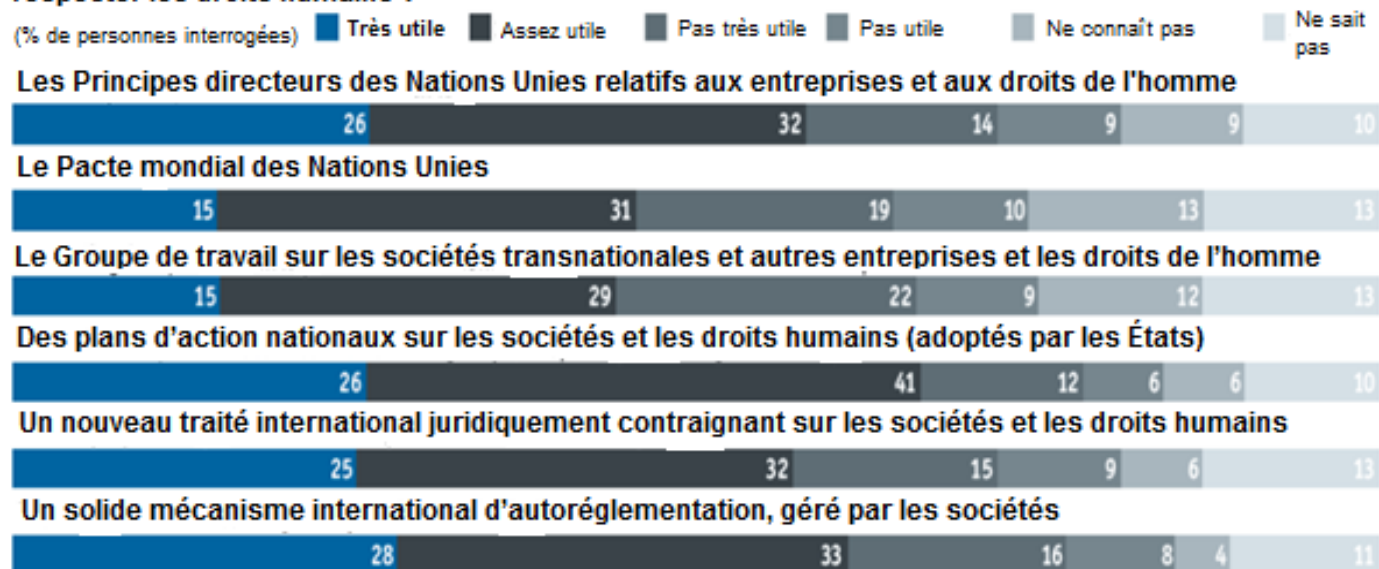 respecter les droits humains ?
(% de personnes interrogées) Très utile Assez utile Pas très utile Pas utile Ne connaît pas Ne sait pas
Les Principes directeurs des Nations Unies relatifs aux entreprises et aux droits de l'homme
26 32 14 9 9 10
Le Pacte mondial des Nations Unies
15 31 19 10 13 13
Le Groupe de travail sur les sociétés transnationales et autres entreprises et les droits de l’homme
15 29 22 9 12 13
Des plans d’action nationaux sur les sociétés et les droits humains (adoptés par les États)
26 41 12 6 6 10
Un nouveau traité international juridiquement contraignant sur les sociétés et les droits humains
25 32 15 9 6 13
Un solide mécanisme international d’autoréglementation, géré par les sociétés
28 33 16 8 4 11